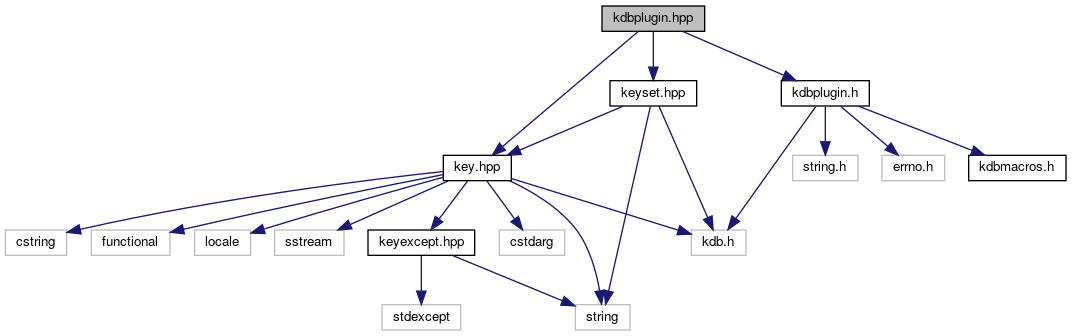 kdbplugin.hpp
keyset.hpp
kdbplugin.h
key.hpp
string.h
errno.h
kdbmacros.h
cstring
functional
locale
sstream
keyexcept.hpp
cstdarg
kdb.h
stdexcept
string